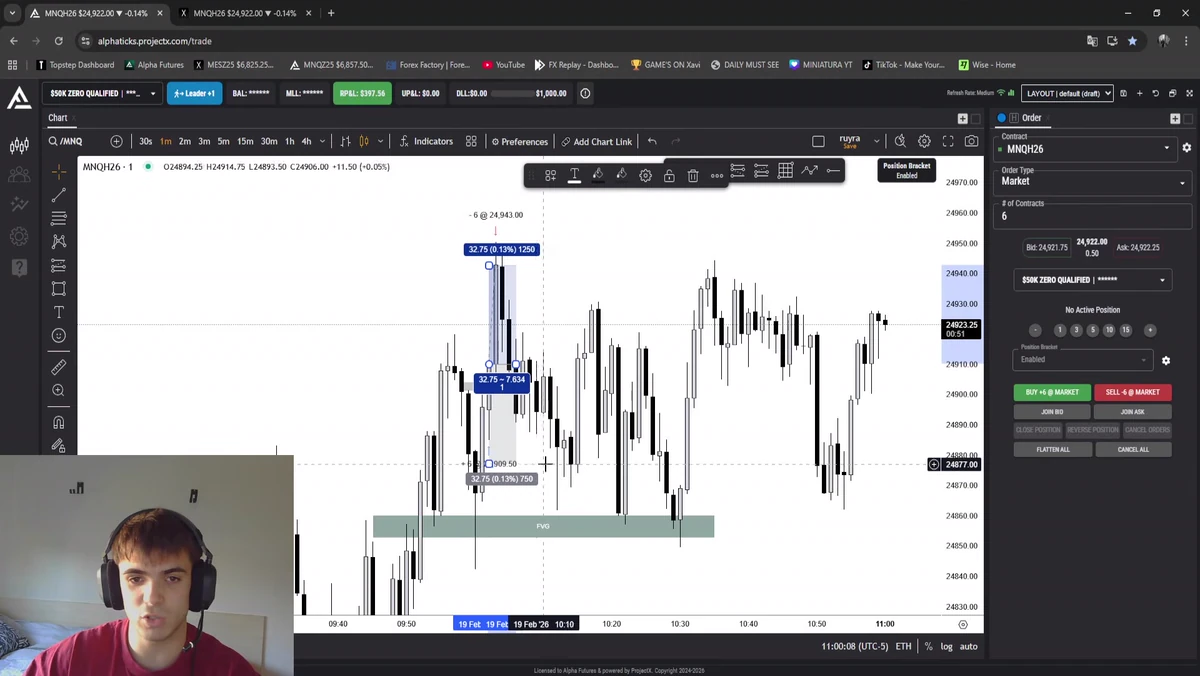 MNQH26 $24,922.00 ▼ -0.14%
MNQH26 $24,922.00 ▼ -0.14%
alphaticks.projectx.com/trade
Topstep Dashboard
Alpha Futures
MESZ25 $6,825.25...
MNQZ25 $6,857.50...
Forex Factory | Fore...
YouTube
FX Replay - Dashbo...
GAME'S ON Xavi
DAILY MUST SEE
MINIATURA YT
TikTok - Make Your...
Wise - Home
$50K ZERO QUALIFIED | ***...
Leader +1
BAL: ******
MLL: ******
RP&L: $397.56
UP&L: $0.00
DLL:$0.00
$1,000.00
Refresh Rate: Medium
LAYOUT | default (draft)
Chart
Order
/MNQ
30s 1m 2m 3m 5m 15m 30m 1h 4h
Indicators
Preferences
Add Chart Link
ruyra
Save
MNQH26 · 1
O24894.25 H24914.75 L24893.50 C24906.00 +11.50 (+0.05%)
Position Bracket
Enabled
- 6 @ 24,943.00
32.75 (0.13%) 1250
32.75 ~ 7.634
1
909.50
32.75 (0.13%) 750
FVG
24970.00
24960.00
24950.00
24940.00
24930.00
24923.25
00:51
24910.00
24900.00
24890.00
24880.00
24877.00
24870.00
24860.00
24850.00
24840.00
24830.00
09:40
09:50
19 Feb
19 Feb
19 Feb '26 10:10
10:20
10:30
10:40
10:50
11:00
11:00:08 (UTC-5)
ETH
%
log
auto
Contract
MNQH26
Order Type
Market
# of Contracts
6
Bid: 24,921.75
24,922.00
0.50
Ask: 24,922.25
$50K ZERO QUALIFIED | ******
No Active Position
- 1 3 5 10 15 +
Position Bracket
Enabled
BUY +6 @ MARKET
SELL -6 @ MARKET
JOIN BID
JOIN ASK
CLOSE POSITION
REVERSE POSITION
CANCEL ORDERS
FLATTEN ALL
CANCEL ALL
Licensed to Alpha Futures & powered by ProjectX. Copyright 2024-2026